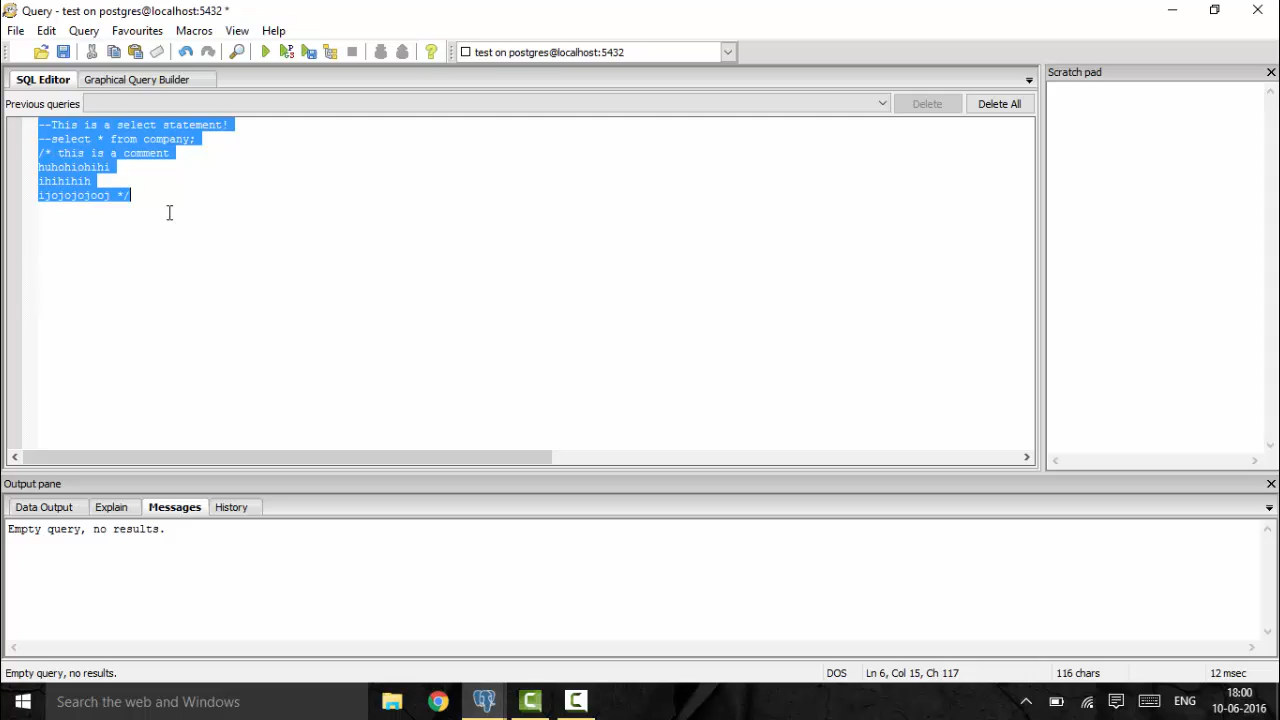 Query - test on postgres@localhost:5432 *
File Edit Query Favourites Macros View Help
test on postgres@localhost:5432
SQL Editor Graphical Query Builder
Scratch pad
Previous queries Delete Delete All
--This is a select statement!
--select * from company;
/* this is a comment
huhohiohihi
ihihihih
ijojojojooj */
Output pane
Data Output Explain Messages History
Empty query, no results.
Empty query, no results. DOS Ln 6, Col 15, Ch 117 116 chars 12 msec
Search the web and Windows
ENG
18:00
10-06-2016